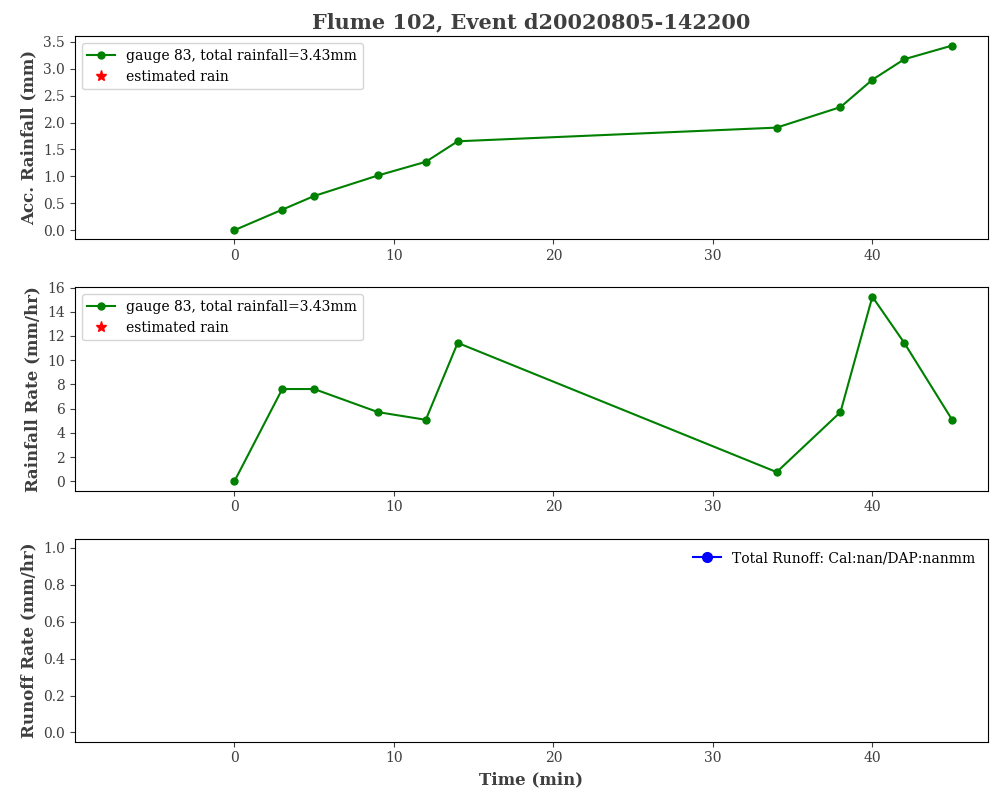 Flume 102, Event d20020805-142200
Acc. Rainfall (mm)
3.5
3.0
2.5
2.0
1.5
1.0
0.5
0.0
gauge 83, total rainfall=3.43mm
estimated rain
0 10 20 30 40
Rainfall Rate (mm/hr)
16
14
12
10
8
6
4
2
0
gauge 83, total rainfall=3.43mm
estimated rain
0 10 20 30 40
Runoff Rate (mm/hr)
1.0
0.8
0.6
0.4
0.2
0.0
Total Runoff: Cal:nan/DAP:nanmm
0 10 20 30 40
Time (min)